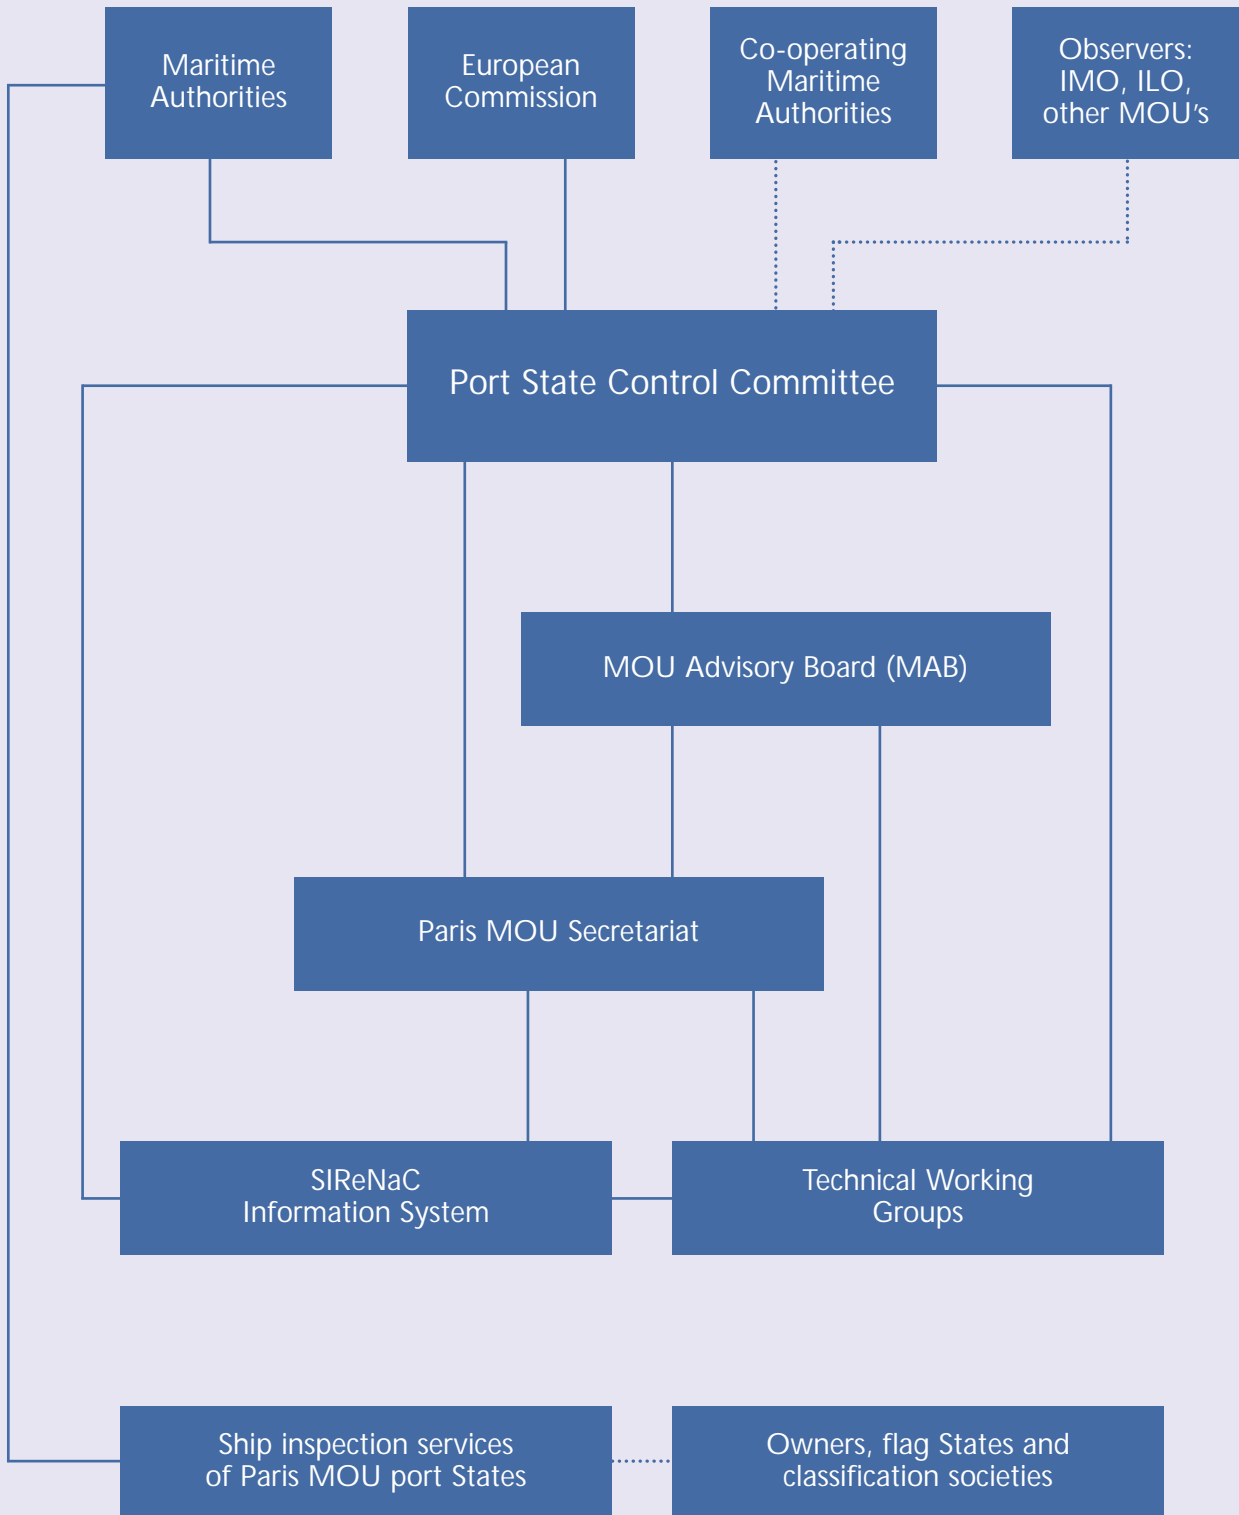 Maritime
Authorities
European
Commission
Co-operating
Maritime
Authorities
Observers:
IMO, ILO,
other MOU's
Port State Control Committee
MOU Advisory Board (MAB)
Paris MOU Secretariat
SIReNaC
Information System
Technical Working
Groups
Ship inspection services
of Paris MOU port States
Owners, flag States and
classification societies